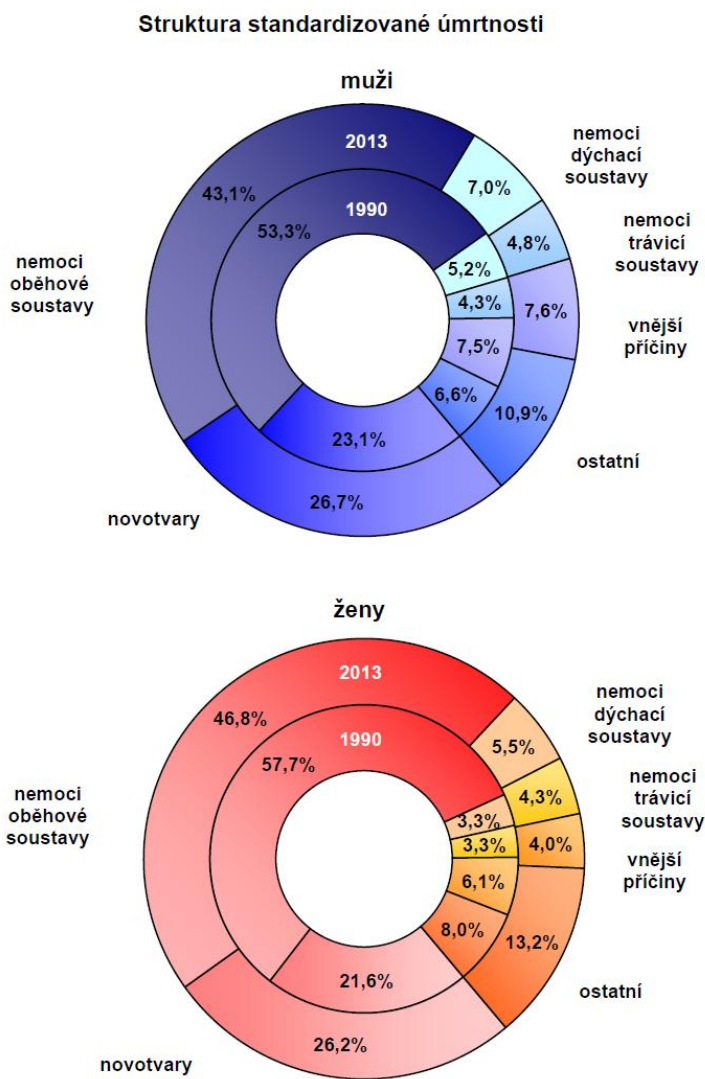 Struktura standardizované úmrtnosti
muži
2013
1990
43,1%
53,3%
7,0%
5,2%
4,8%
4,3%
7,6%
7,5%
10,9%
6,6%
23,1%
26,7%
nemoci
dýchací
soustavy
nemoci
trávicí
soustavy
vnější
příčiny
ostatní
novotvary
nemoci
oběhové
soustavy
ženy
2013
1990
46,8%
57,7%
5,5%
3,3%
4,3%
3,3%
4,0%
6,1%
13,2%
8,0%
21,6%
26,2%
nemoci
dýchací
soustavy
nemoci
trávicí
soustavy
vnější
příčiny
ostatní
novotvary
nemoci
oběhové
soustavy